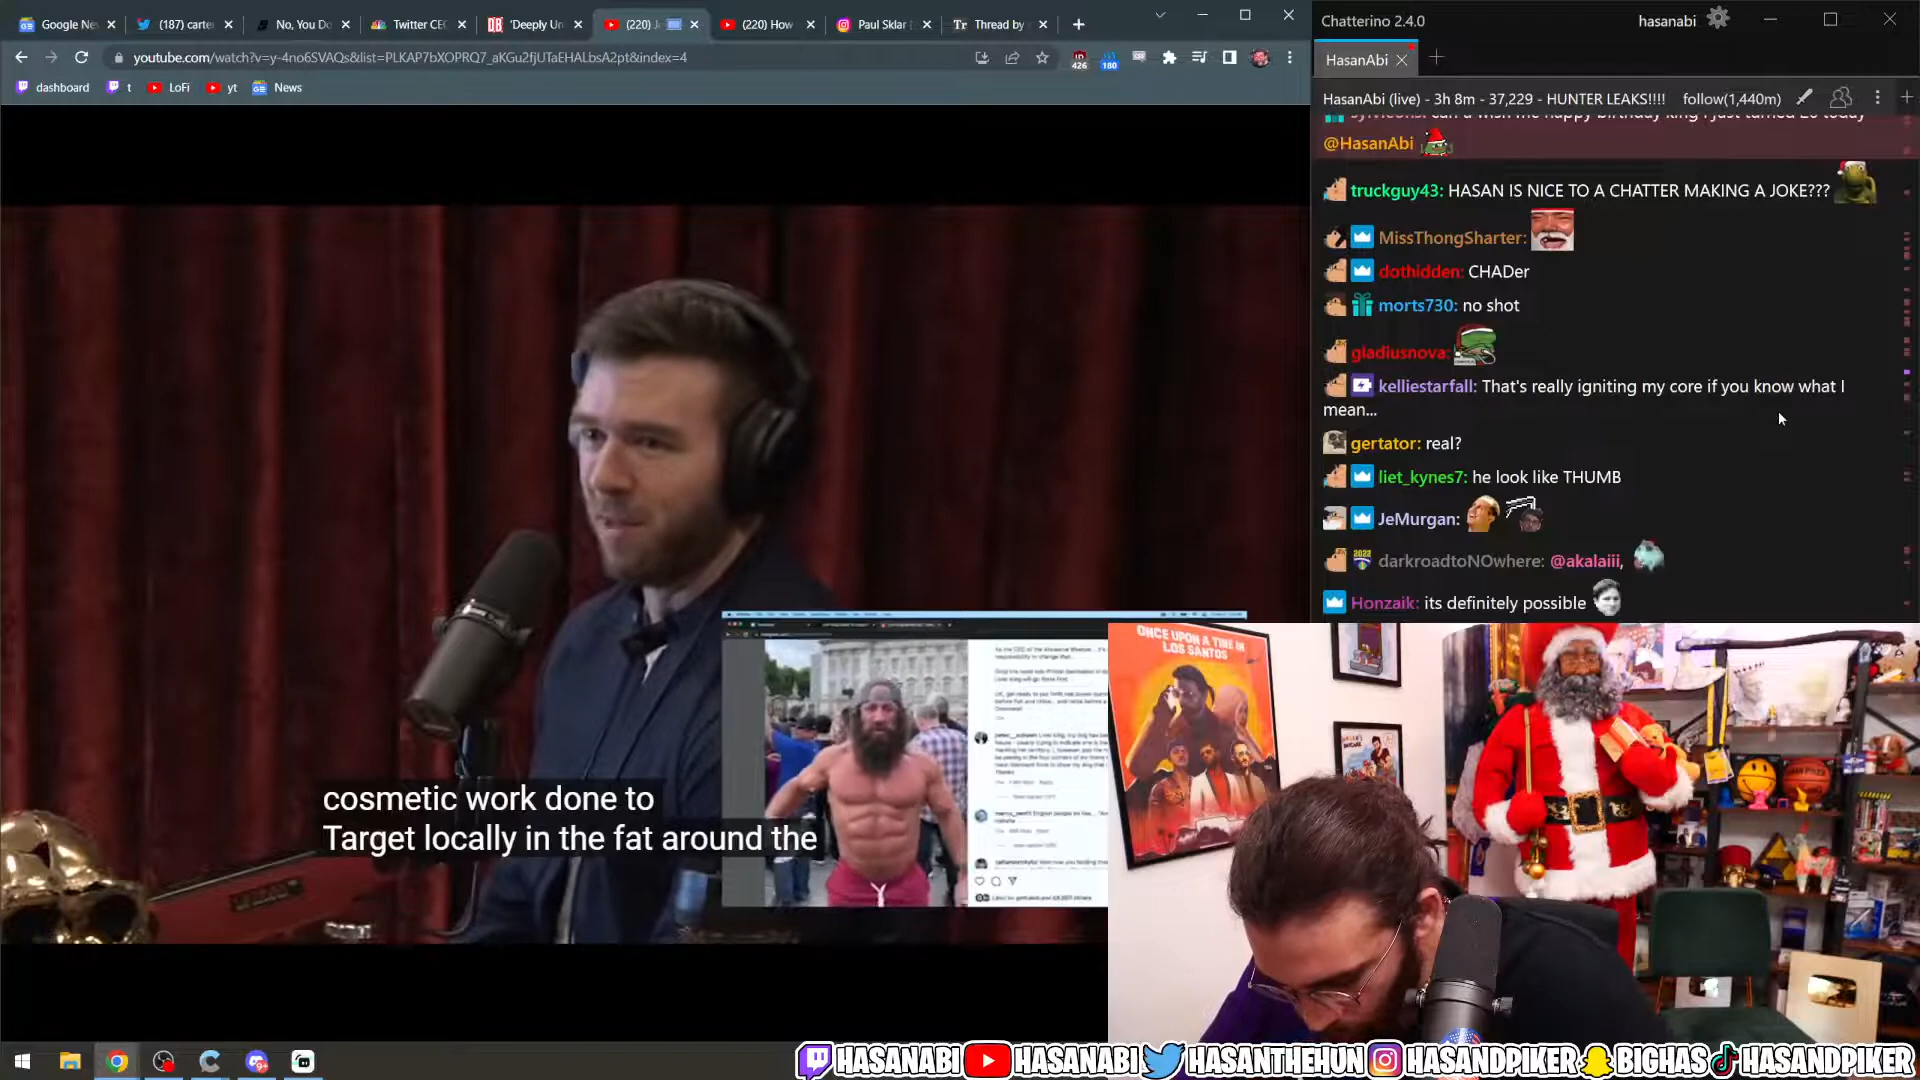 Google Ne
(187) carte
No, You Do
Twitter CE
'Deeply Un
(220) J
(220) How
Paul Sklar
Thread by
youtube.com/watch?v=y-4no6SVAQs&list=PLKAP7bXOPRQ7_aKGu2fjUTaEHALbsA2pt&index=4
426
180
dashboard
t
LoFi
yt
News
cosmetic work done to
Target locally in the fat around the
Chatterino 2.4.0
hasanabi
HasanAbi
HasanAbi (live) - 3h 8m - 37,229 - HUNTER LEAKS!!!!
follow(1,440m)
@HasanAbi
truckguy43: HASAN IS NICE TO A CHATTER MAKING A JOKE???
MissThongSharter:
dothidden: CHADer
morts730: no shot
gladiusnova:
kelliestarfall: That's really igniting my core if you know what I
mean...
gertator: real?
liet_kynes7: he look like THUMB
JeMurgan:
darkroadtoNOwhere: @akalaiii,
Honzaik: its definitely possible
ONCE UPON A TIME IN
LOS SANTOS
HASANABI
HASANABI
HASANTHEHUN
HASANDPIKER
BIGHAS
HASANDPIKER